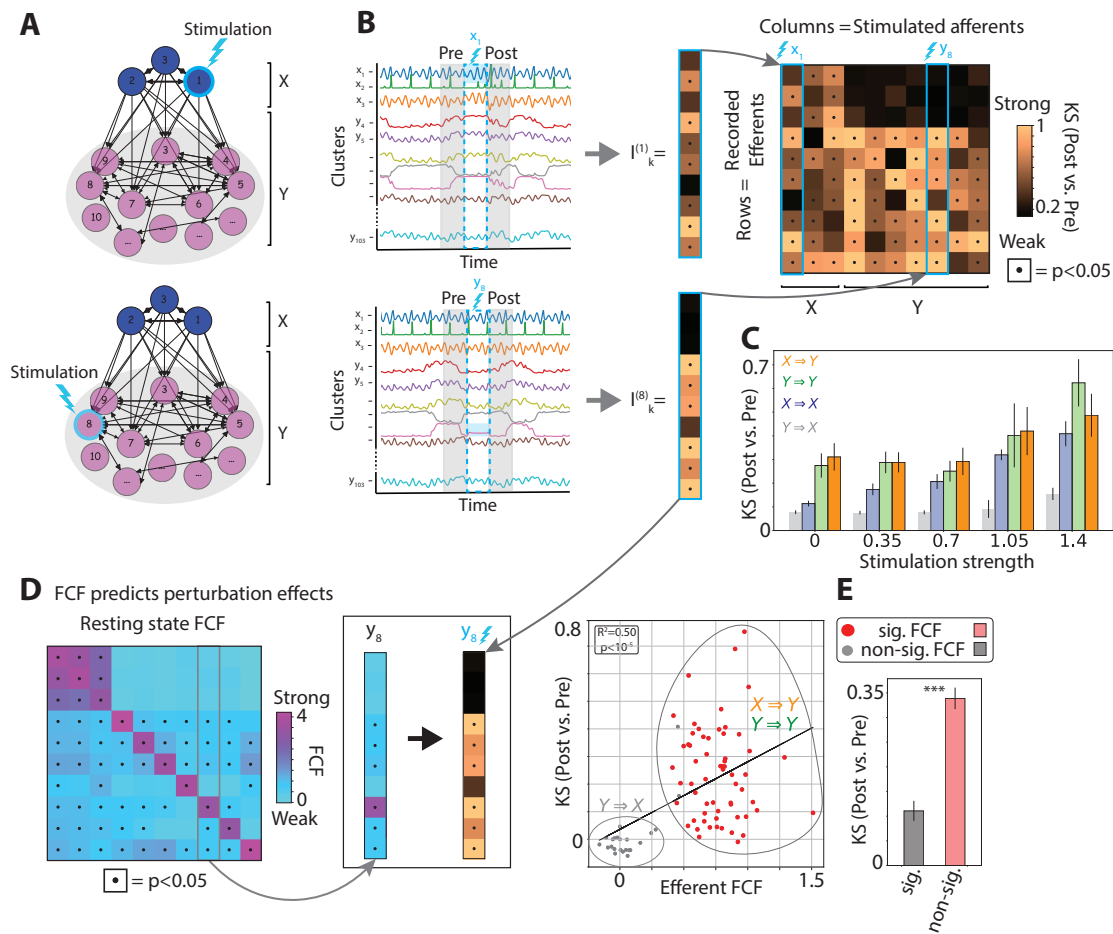 A
Stimulation
3
2
1
X
3
9
4
8
5
7
6
10
...
...
...
...
Y
3
2
1
X
Stimulation
3
9
4
8
5
7
6
10
...
...
...
...
Y
B
x1
Pre
Post
x1
x2
x3
y4
y5
y103
Clusters
Time
I(1)k=
y8
Pre
Post
x1
x2
x3
y4
y5
y103
Clusters
Time
I(8)k=
Columns = Stimulated afferents
x1
y8
Rows = Recorded
Efferents
X
Y
Strong
1
0.2
Weak
KS (Post vs. Pre)
= p<0.05
C
0.7
X ⇒ Y
Y ⇒ Y
X ⇒ X
Y ⇒ X
KS (Post vs. Pre)
0
0
0.35
0.7
1.05
1.4
Stimulation strength
D
FCF predicts perturbation effects
Resting state FCF
Strong
4
0
Weak
FCF
= p<0.05
y8
y8
y8
0.8
R²=0.50
p<10⁻⁵
X ⇒ Y
Y ⇒ Y
Y ⇒ X
KS (Post vs. Pre)
0
0
Efferent FCF
1.5
E
sig. FCF
non-sig. FCF
0.35
***
KS (Post vs. Pre)
0
sig.
non-sig.